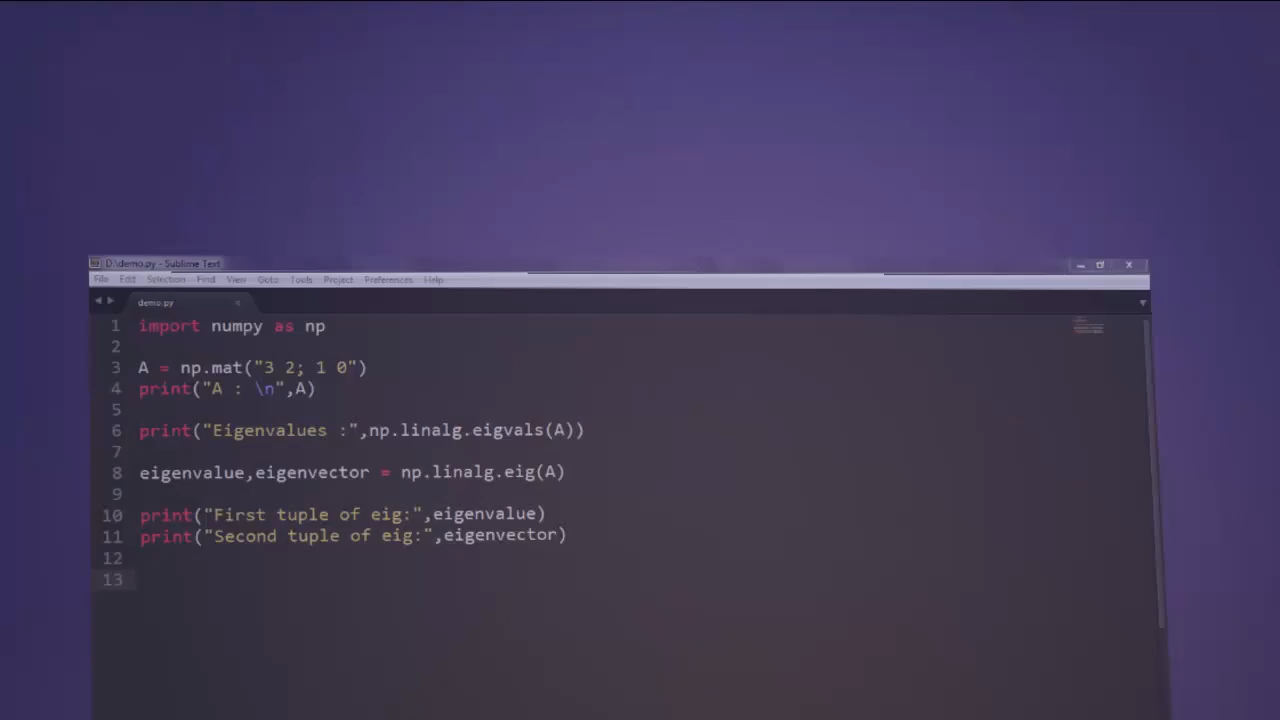 D:\demo.py - Sublime Text
File Edit Selection Find View Goto Tools Project Preferences Help
demo.py
1 import numpy as np
2
3 A = np.mat("3 2; 1 0")
4 print("A : \n",A)
5
6 print("Eigenvalues :",np.linalg.eigvals(A))
7
8 eigenvalue,eigenvector = np.linalg.eig(A)
9
10 print("First tuple of eig:",eigenvalue)
11 print("Second tuple of eig:",eigenvector)
12
13